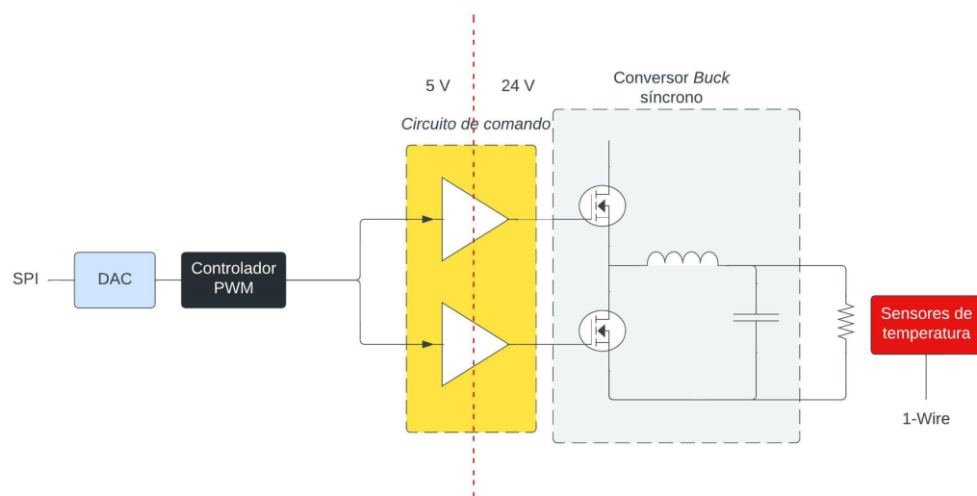 5 V
24 V
Conversor Buck
síncrono
Circuito de comando
SPI
DAC
Controlador
PWM
Sensores de
temperatura
1-Wire